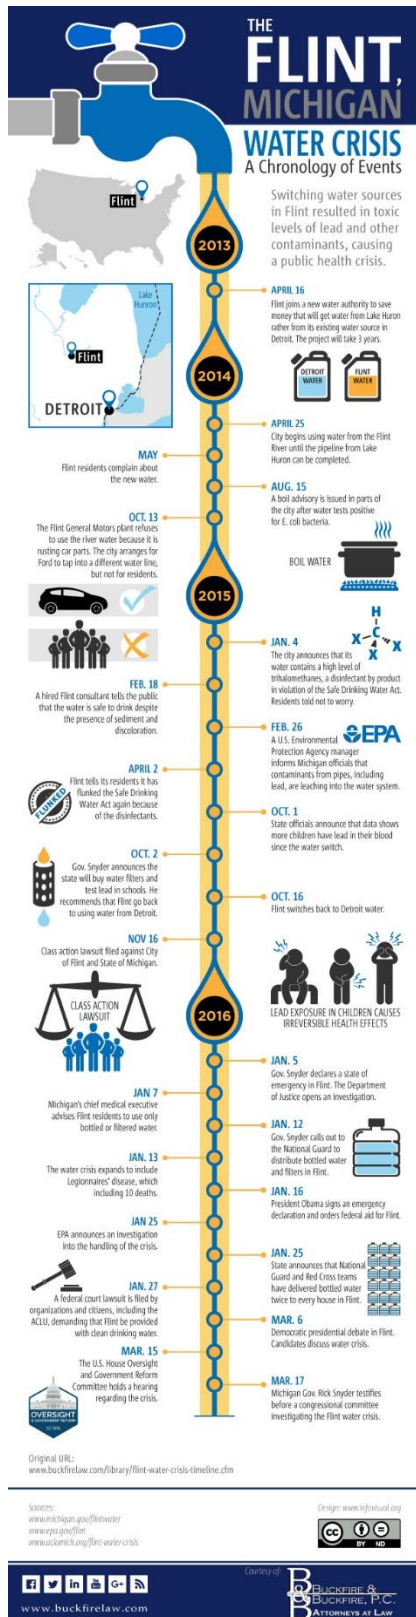 THE
FLINT,
MICHIGAN
WATER CRISIS
A Chronology of Events
Switching water sources
in Flint resulted in toxic
levels of lead and other
contaminants, causing
a public health crisis.
Flint
2013
APRIL 16
Flint joins a new water authority to save
money that will get water from Lake Huron
rather from its existing water source in
Detroit. The project will take 3 years.
DETROIT
WATER
FLINT
WATER
Lake
Hunron
Flint
DETROIT
2014
APRIL 25
City begins using water from the Flint
River until the pipeline from Lake
Huron can be completed.
MAY
Flint residents complain about
the new water.
AUG. 15
A boil advisory is issued in parts of
the city after water tests positive
for E. coli bacteria.
BOIL WATER
OCT. 13
The Flint General Motors plant refuses
to use the river water because it is
rusting car parts. The city arranges for
Ford to tap into a different water line,
but not for residents.
2015
JAN. 4
The city announces that its
water contains a high level of
trihalomethanes, a disinfectant by product
in violation of the Safe Drinking Water Act.
Residents told not to worry.
H
X C X
X
FEB. 18
A hired Flint consultant tells the public
that the water is safe to drink despite
the presence of sediment and
discoloration.
FEB. 26
EPA
A U.S. Environmental
Protection Agency manager
informs Michigan officials that
contaminants from pipes, including
lead, are leaching into the water system.
APRIL 2
Flint tells its residents it has
flunked the Safe Drinking
Water Act again because
of the disinfectants.
FLUNKED
OCT. 1
State officials announce that data shows
more children have lead in their blood
since the water switch.
OCT. 2
Gov. Snyder announces the
state will buy water filters and
test lead in schools. He
recommends that Flint go back
to using water from Detroit.
OCT. 16
Flint switches back to Detroit water.
NOV 16
Class action lawsuit filed against City
of Flint and State of Michigan.
CLASS ACTION
LAWSUIT
LEAD EXPOSURE IN CHILDREN CAUSES
IRREVERSIBLE HEALTH EFFECTS
2016
JAN. 5
Gov. Snyder declares a state of
emergency in Flint. The Department
of Justice opens an investigation.
JAN 7
Michigan's chief medical executive
advises Flint residents to use only
bottled or filtered water.
JAN. 12
Gov. Snyder calls out to
the National Guard to
distribute bottled water
and filters in Flint.
JAN. 13
The water crisis expands to include
Legionnaires' disease, which
including 10 deaths.
JAN. 16
President Obama signs an emergency
declaration and orders federal aid for Flint.
JAN 25
EPA announces an investigation
into the handling of the crisis.
JAN. 25
State announces that National
Guard and Red Cross teams
have delivered bottled water
twice to every house in Flint.
JAN. 27
A federal court lawsuit is filed by
organizations and citizens, including the
ACLU, demanding that Flint be provided
with clean drinking water.
MAR. 6
Democratic presidential debate in Flint.
Candidates discuss water crisis.
MAR. 15
The U.S. House Oversight
and Government Reform
Committee holds a hearing
regarding the crisis.
OVERSIGHT
& GOVERNMENT REFORM
MAR. 17
Michigan Gov. Rick Snyder testifies
before a congressional committee
investigating the Flint water crisis.
Original URL:
www.buckfirelaw.com/library/flint-water-crisis-timeline.cfm
Sources:
www.michigan.gov/flintwater
www.epa.gov/flint
www.aclumich.org/flint-water-crisis
Design: www.infovisual.org
CC
BY ND
Courtesy of:
B&B
BUCKFIRE &
BUCKFIRE, P.C.
ATTORNEYS AT LAW
www.buckfirelaw.com